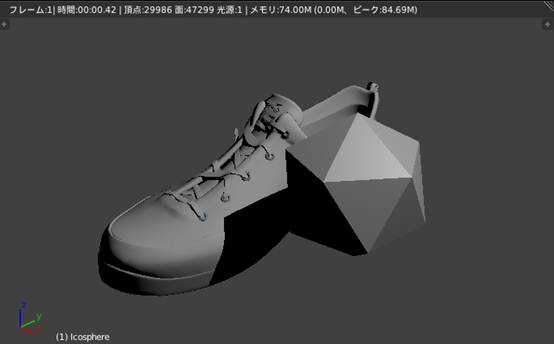 フレーム:1| 時間:00:00.42 | 頂点:29986 面:47299 光源:1 | メモリ:74.00M (0.00M、ピーク:84.69M)
z
y
(1) Icosphere